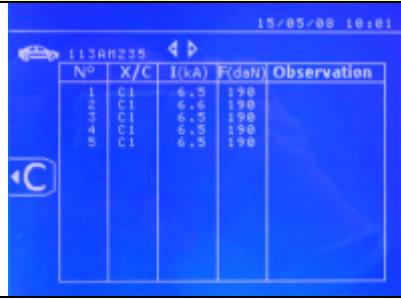 15/05/08 10:01
113AM235
N° X/C I(kA) F(daN) Observation
1 C1 6.5 190
2 C1 6.6 190
3 C1 6.5 190
4 C1 6.5 190
5 C1 6.5 190
C